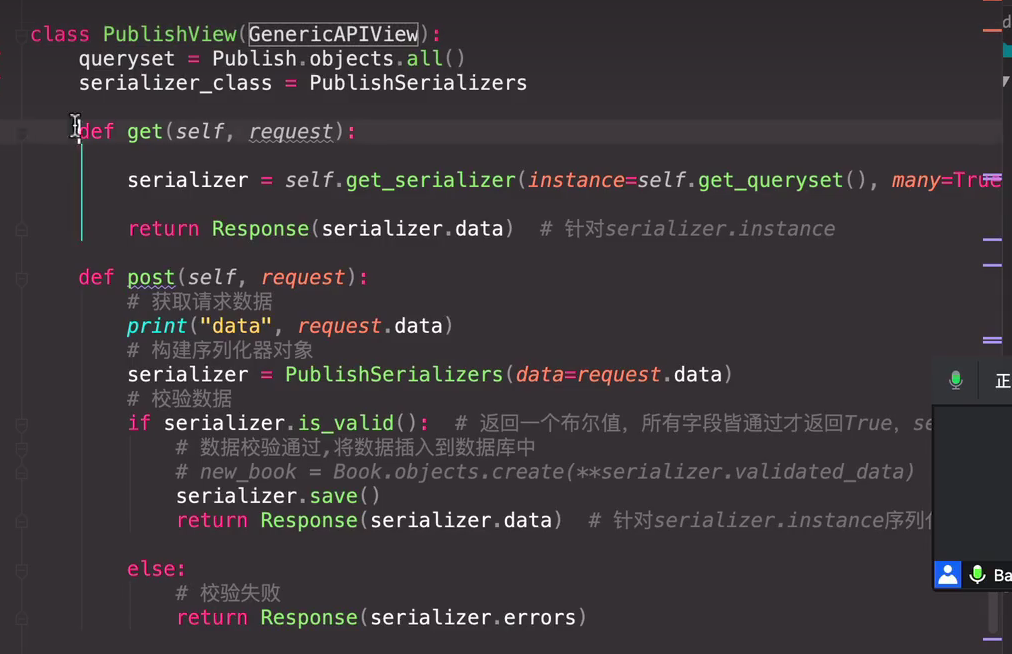 class PublishView(GenericAPIView):
    queryset = Publish.objects.all()
    serializer_class = PublishSerializers
    def get(self, request):
        serializer = self.get_serializer(instance=self.get_queryset(), many=True
        return Response(serializer.data)  # 针对serializer.instance
    def post(self, request):
        # 获取请求数据
        print("data", request.data)
        # 构建序列化器对象
        serializer = PublishSerializers(data=request.data)
        # 校验数据
        if serializer.is_valid():  # 返回一个布尔值，所有字段皆通过才返回True，se
            # 数据校验通过,将数据插入到数据库中
            # new_book = Book.objects.create(**serializer.validated_data)
            serializer.save()
            return Response(serializer.data)  # 针对serializer.instance序列
        else:
            # 校验失败
            return Response(serializer.errors)
正
Ba